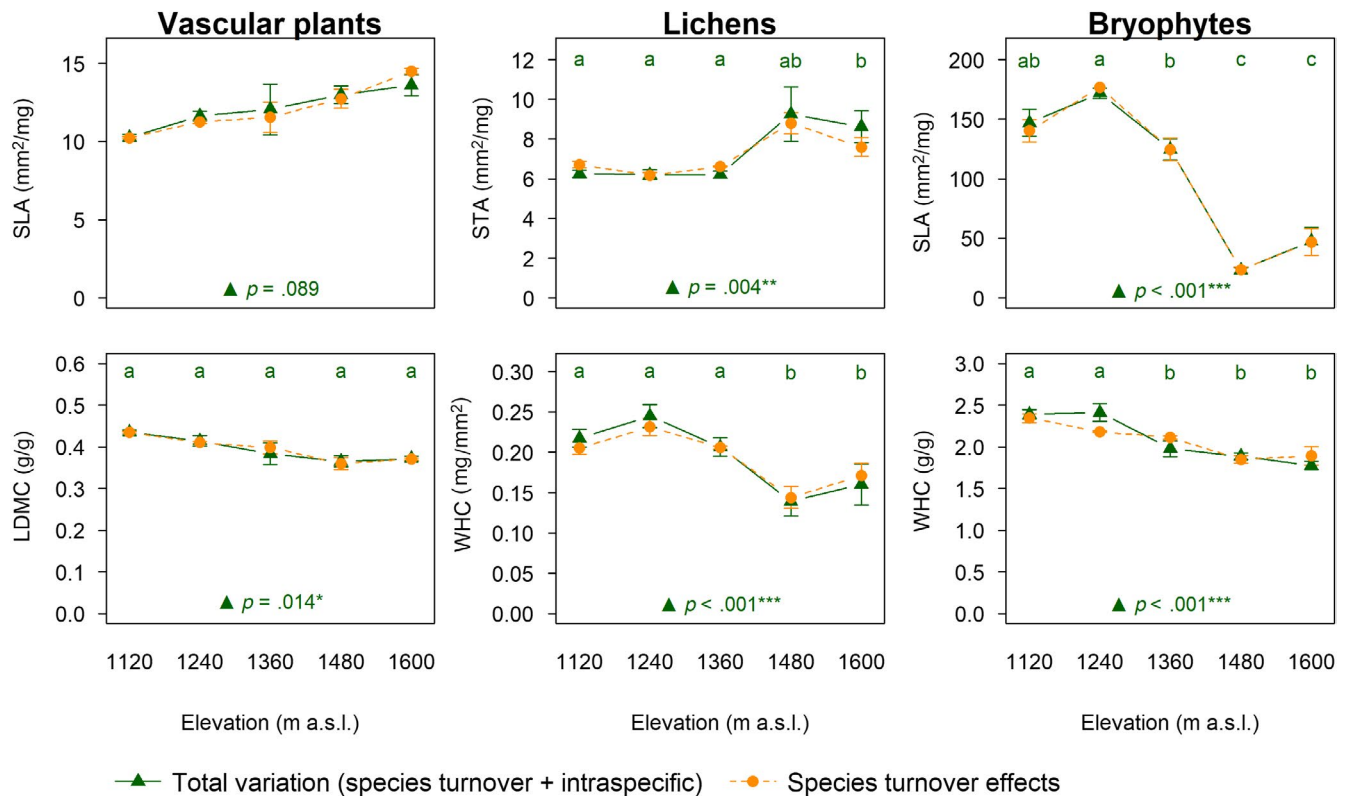 Vascular plants
Lichens
Bryophytes
SLA (mm²/mg)
15
10
5
0
▲ p = .089
STA (mm²/mg)
12
10
8
6
4
2
0
a a a ab b
▲ p = .004**
SLA (mm²/mg)
200
150
100
50
0
ab a b c c
▲ p < .001***
LDMC (g/g)
0.6
0.5
0.4
0.3
0.2
0.1
0.0
a a a a a
▲ p = .014*
1120 1240 1360 1480 1600
Elevation (m a.s.l.)
WHC (mg/mm²)
0.30
0.25
0.20
0.15
0.10
0.05
0.00
a a a b b
▲ p < .001***
1120 1240 1360 1480 1600
WHC (g/g)
3.0
2.5
2.0
1.5
1.0
0.5
0.0
a a b b b
▲ p < .001***
1120 1240 1360 1480 1600
Elevation (m a.s.l.)
Total variation (species turnover + intraspecific)
Species turnover effects